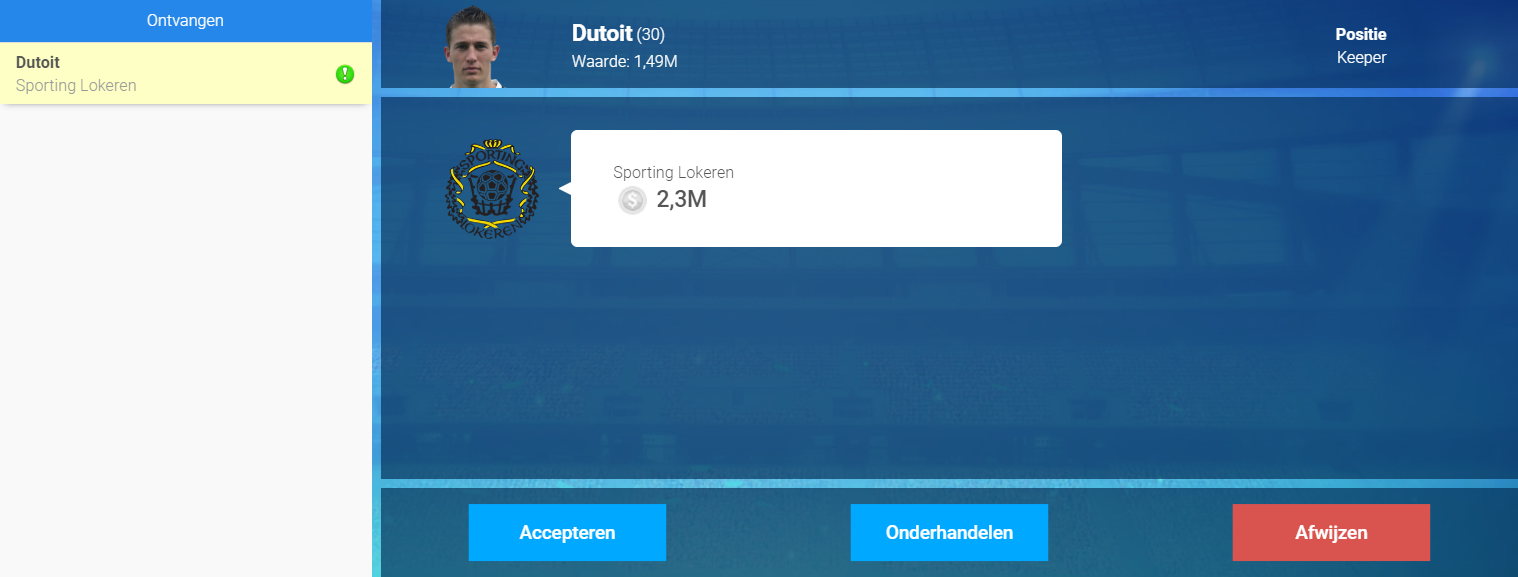 Ontvangen
Dutoit
Sporting Lokeren
Dutoit (30)
Waarde: 1,49M
Positie
Keeper
SPORTING
LOKEREN
Sporting Lokeren
$ 2,3M
Accepteren
Onderhandelen
Afwijzen